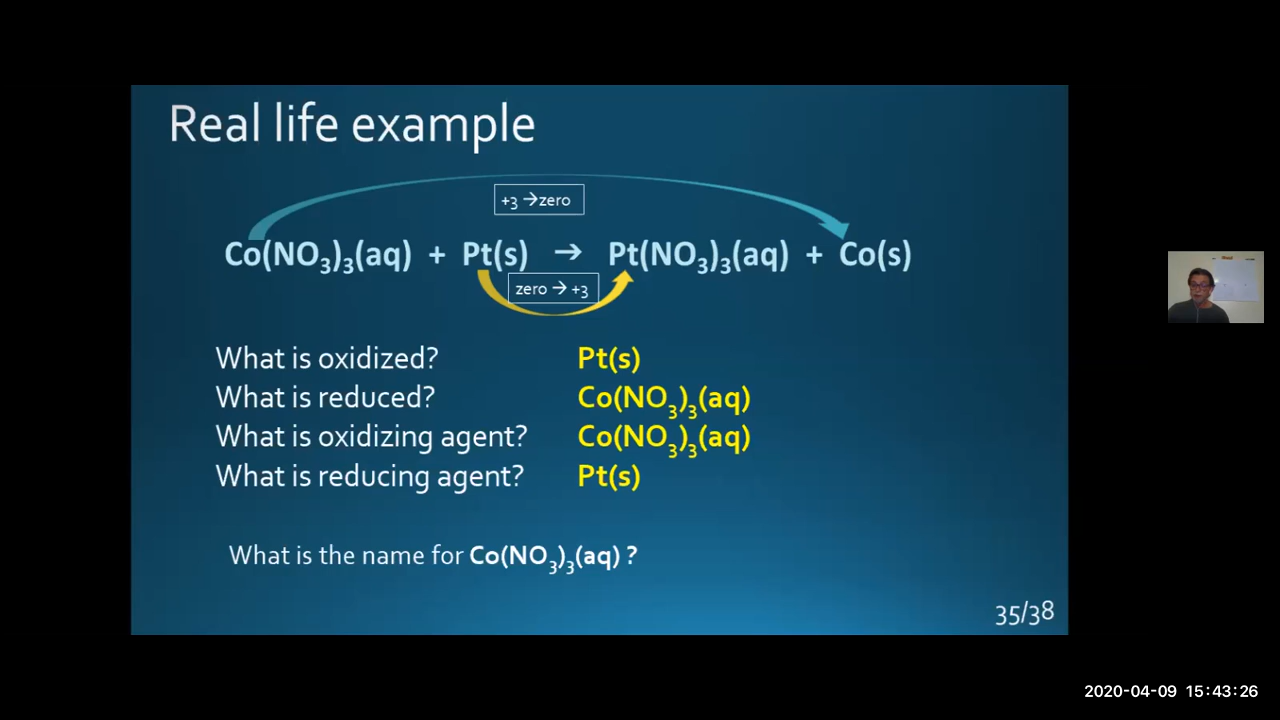 Real life example
+3 →zero
Co(NO₃)₃(aq) + Pt(s) → Pt(NO₃)₃(aq) + Co(s)
zero → +3
What is oxidized? Pt(s)
What is reduced? Co(NO₃)₃(aq)
What is oxidizing agent? Co(NO₃)₃(aq)
What is reducing agent? Pt(s)
What is the name for Co(NO₃)₃(aq) ?
35/38
2020-04-09 15:43:26